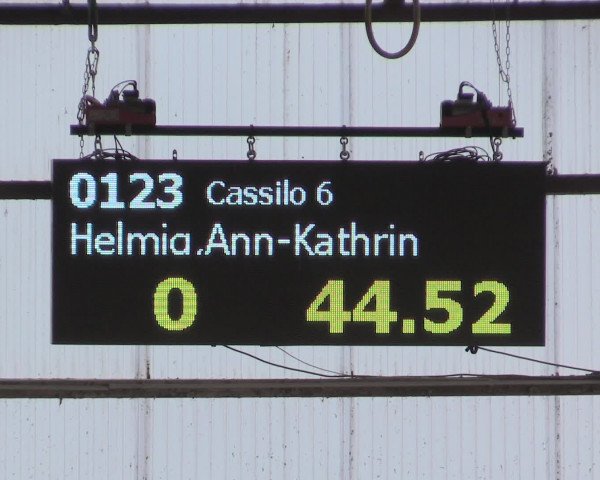 0123 Cassilo 6
Helmig,Ann-Kathrin
0 44.52